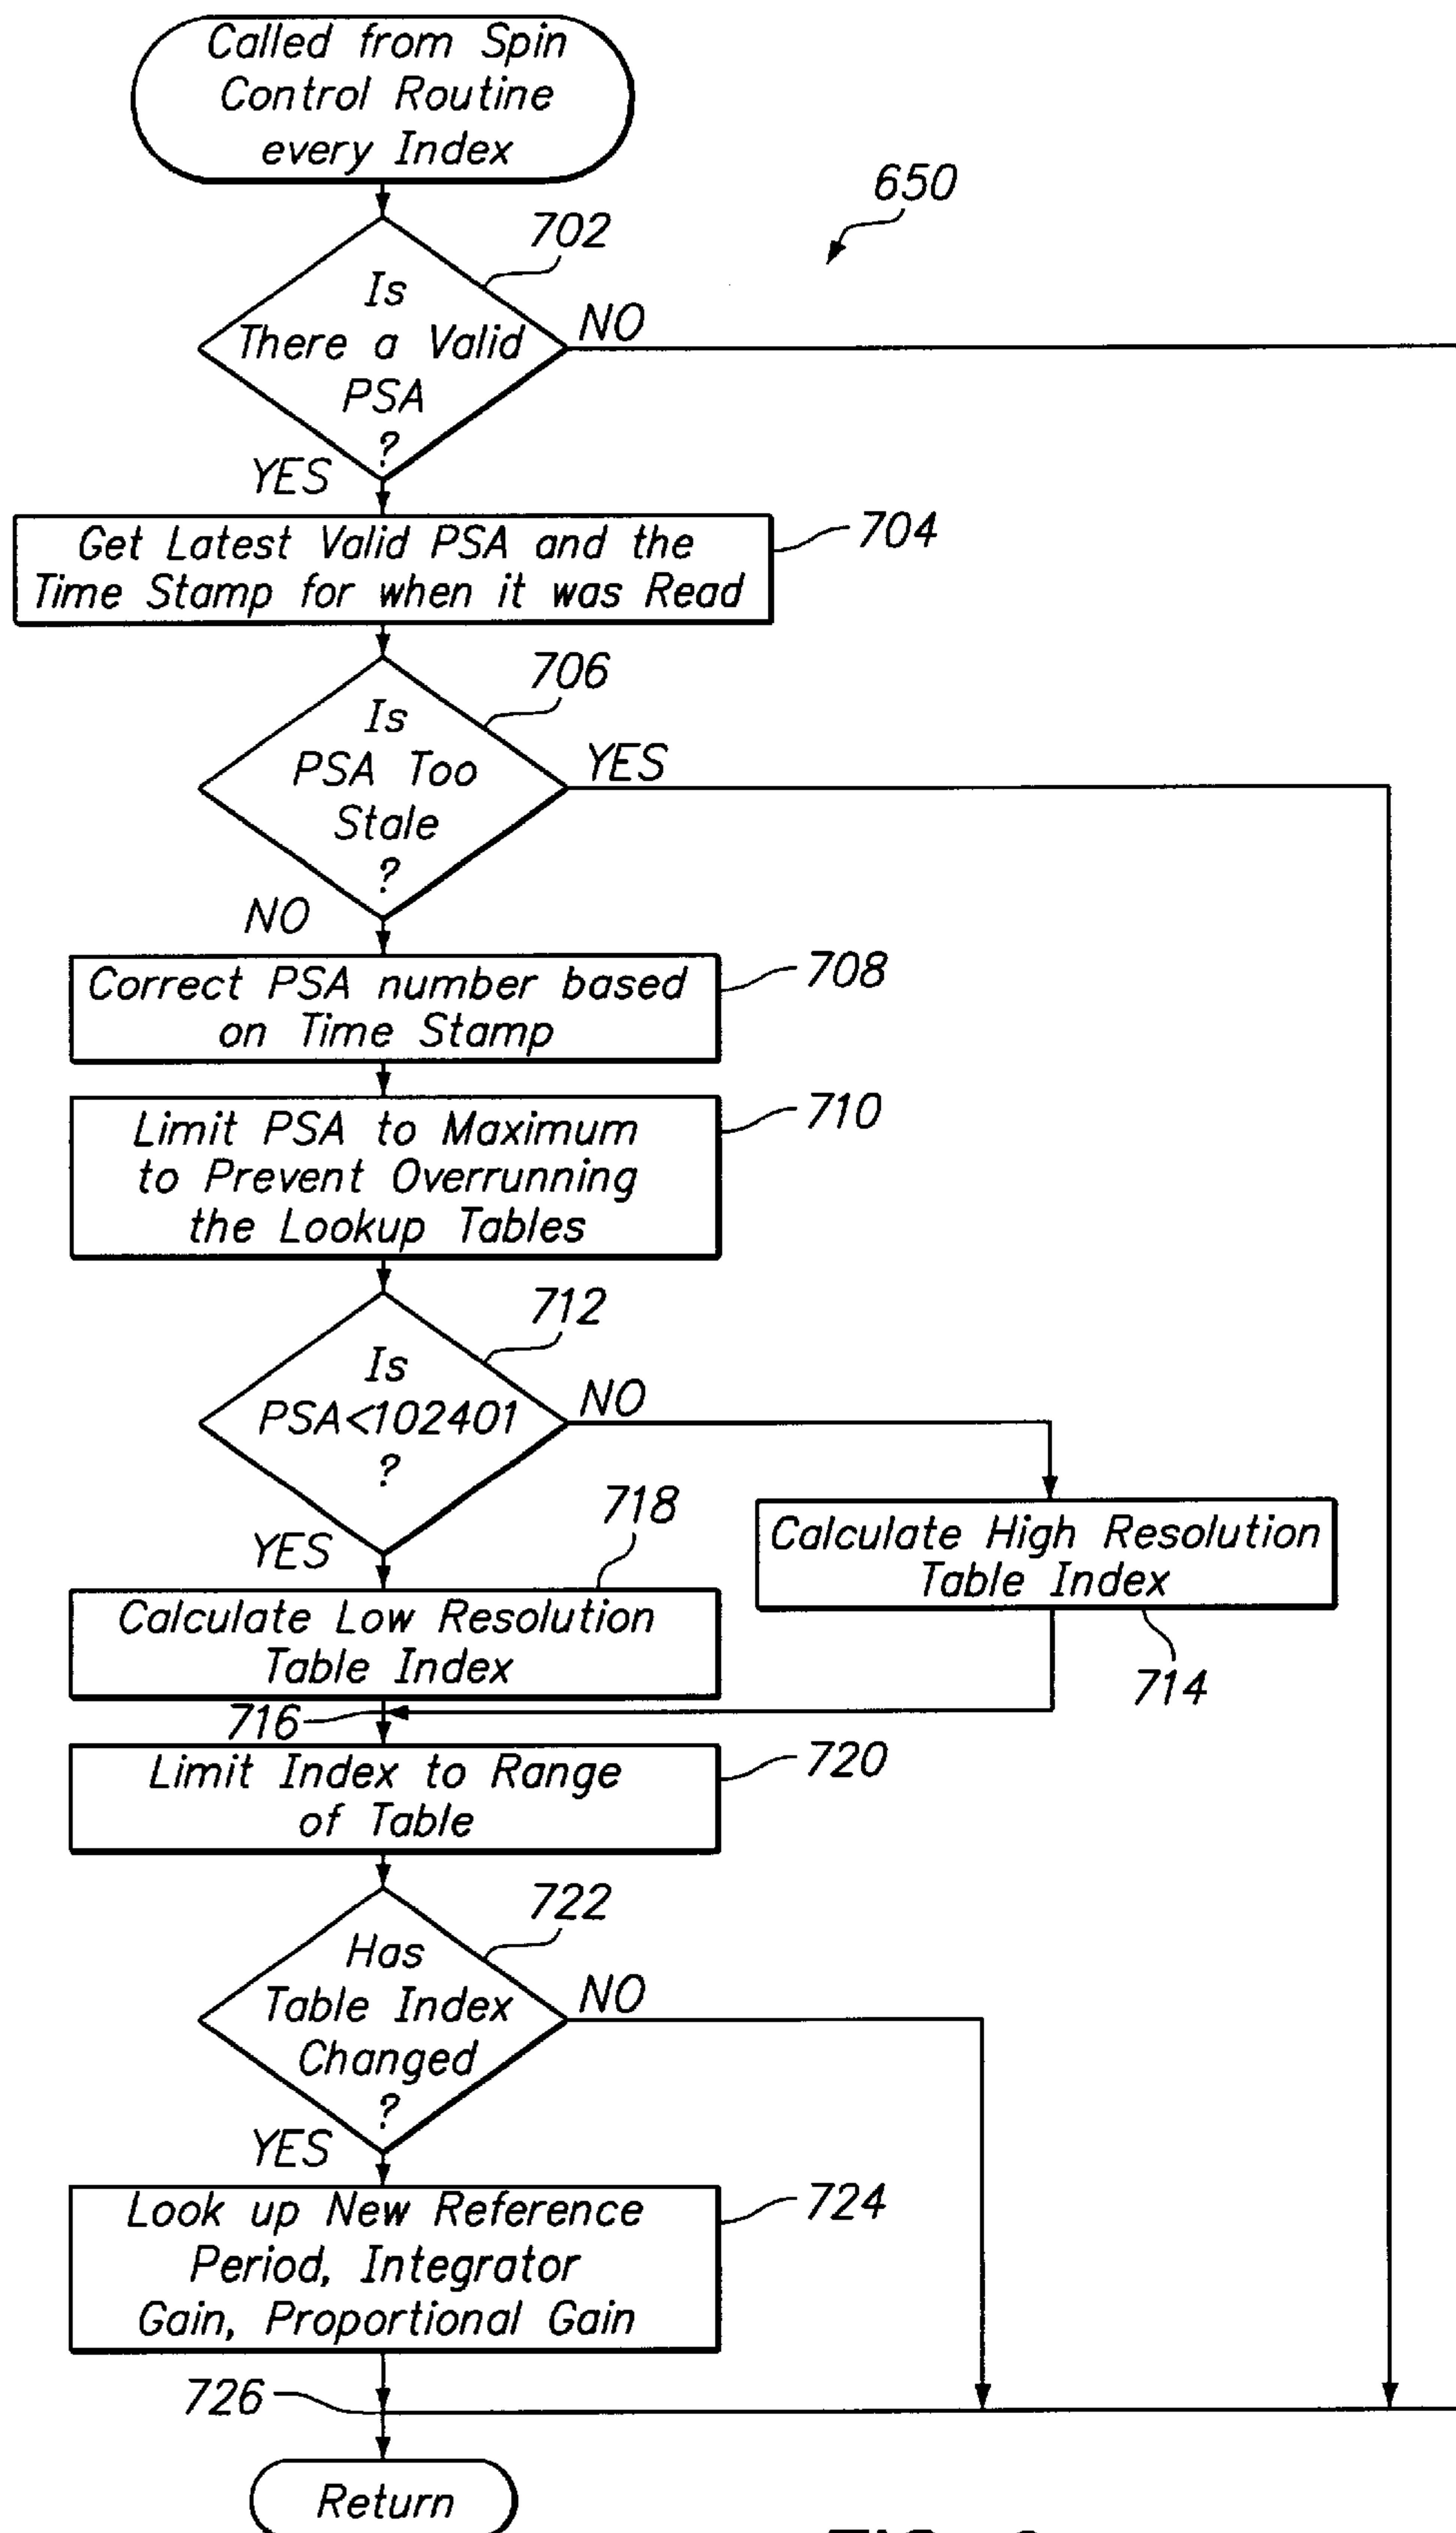 Called from Spin
Control Routine
every Index
650
702
Is
There a Valid
PSA
?
NO
YES
Get Latest Valid PSA and the
Time Stamp for when it was Read
704
706
Is
PSA Too
Stale
?
YES
NO
Correct PSA number based
on Time Stamp
708
Limit PSA to Maximum
to Prevent Overrunning
the Lookup Tables
710
712
Is
PSA<102401
?
NO
YES
718
Calculate High Resolution
Table Index
714
Calculate Low Resolution
Table Index
716
Limit Index to Range
of Table
720
722
Has
Table Index
Changed
?
NO
YES
Look up New Reference
Period, Integrator
Gain, Proportional Gain
724
726
Return